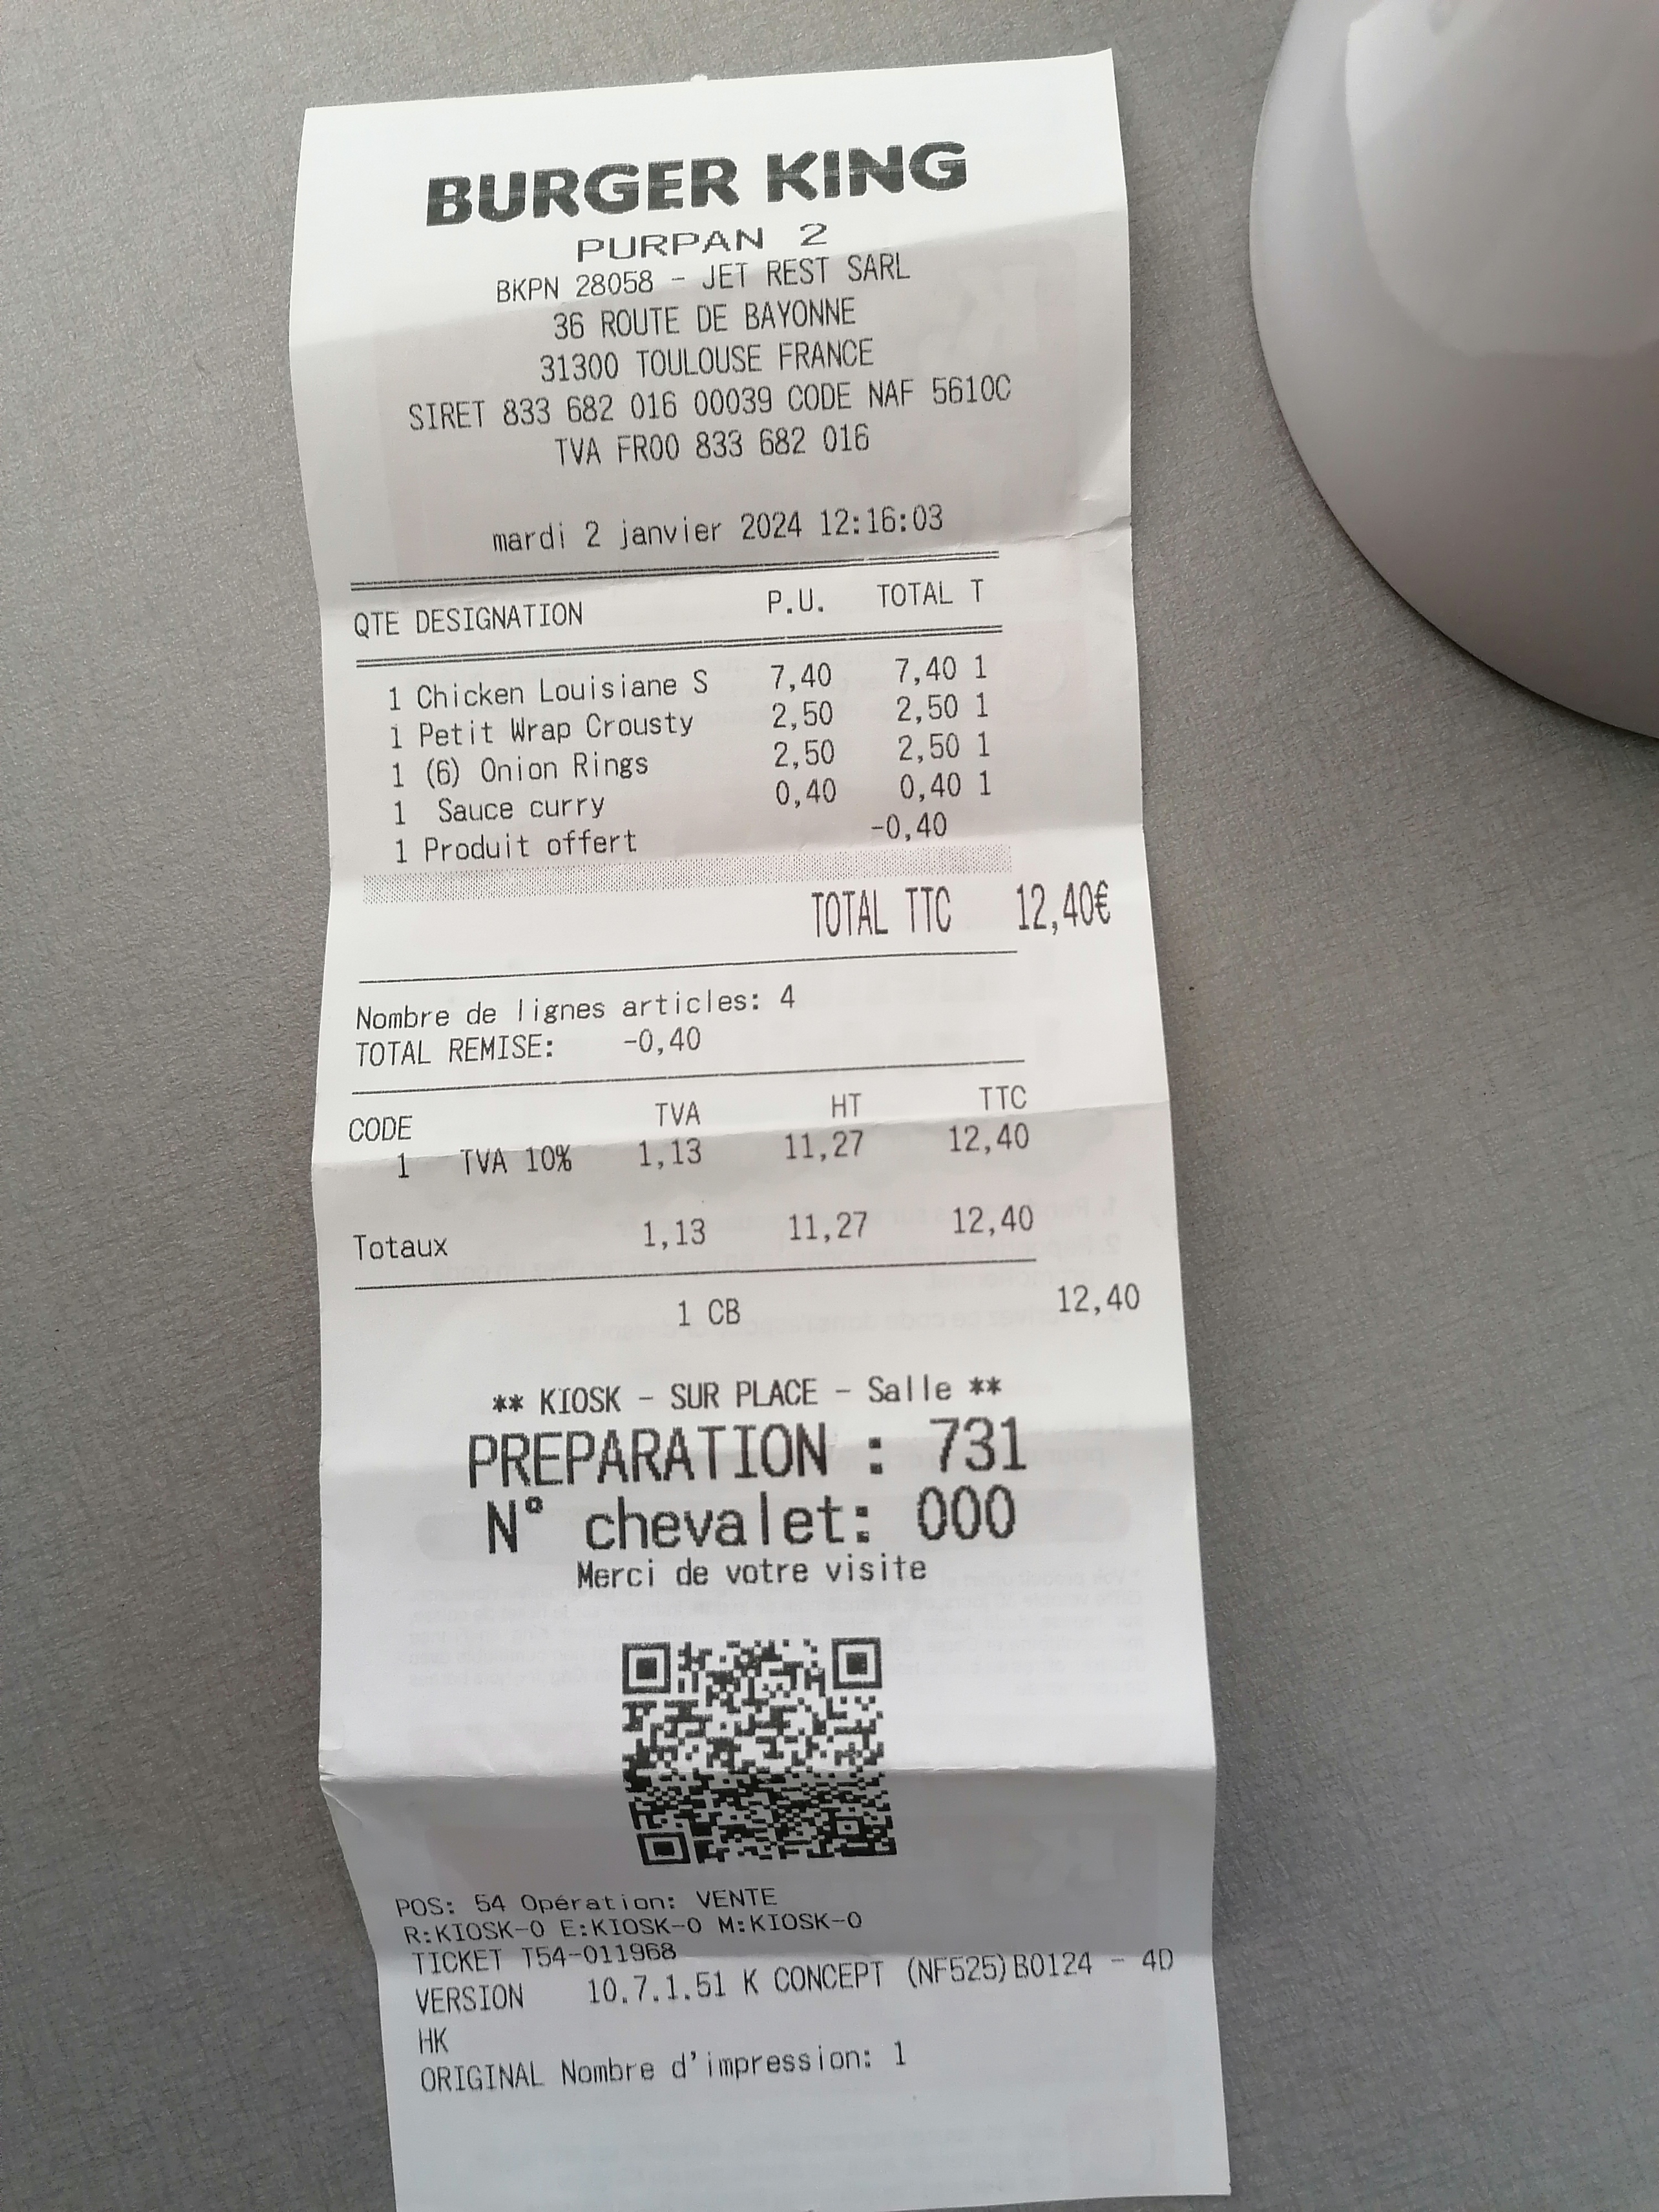 BURGER KING
PURPAN 2
BKPN 28058 - JET REST SARL
36 ROUTE DE BAYONNE
31300 TOULOUSE FRANCE
SIRET 833 682 016 00039 CODE NAF 5610C
TVA FR00 833 682 016
mardi 2 janvier 2024 12:16:03
QTE DESIGNATION P.U. TOTAL T
1 Chicken Louisiane S 7,40 7,40 1
1 Petit Wrap Crousty 2,50 2,50 1
1 (6) Onion Rings 2,50 2,50 1
1 Sauce curry 0,40 0,40 1
1 Produit offert -0,40
TOTAL TTC 12,40€
Nombre de lignes articles: 4
TOTAL REMISE: -0,40
CODE TVA HT TTC
1 TVA 10% 1,13 11,27 12,40
Totaux 1,13 11,27 12,40
1 CB 12,40
** KIOSK - SUR PLACE - Salle **
PREPARATION : 731
N° chevalet: 000
Merci de votre visite
POS: 54 Opération: VENTE
R:KIOSK-0 E:KIOSK-0 M:KIOSK-0
TICKET T54-011968
VERSION 10.7.1.51 K CONCEPT (NF525)B0124 - 4D
HK
ORIGINAL Nombre d'impression: 1